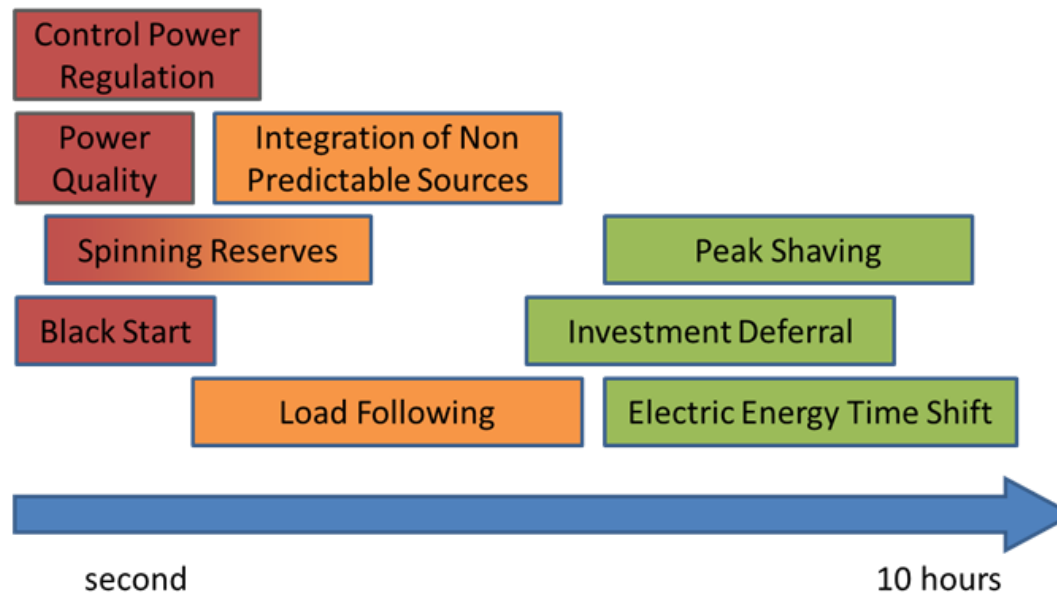 Control Power
Regulation
Power
Quality
Integration of Non
Predictable Sources
Spinning Reserves
Peak Shaving
Black Start
Investment Deferral
Load Following
Electric Energy Time Shift
second
10 hours